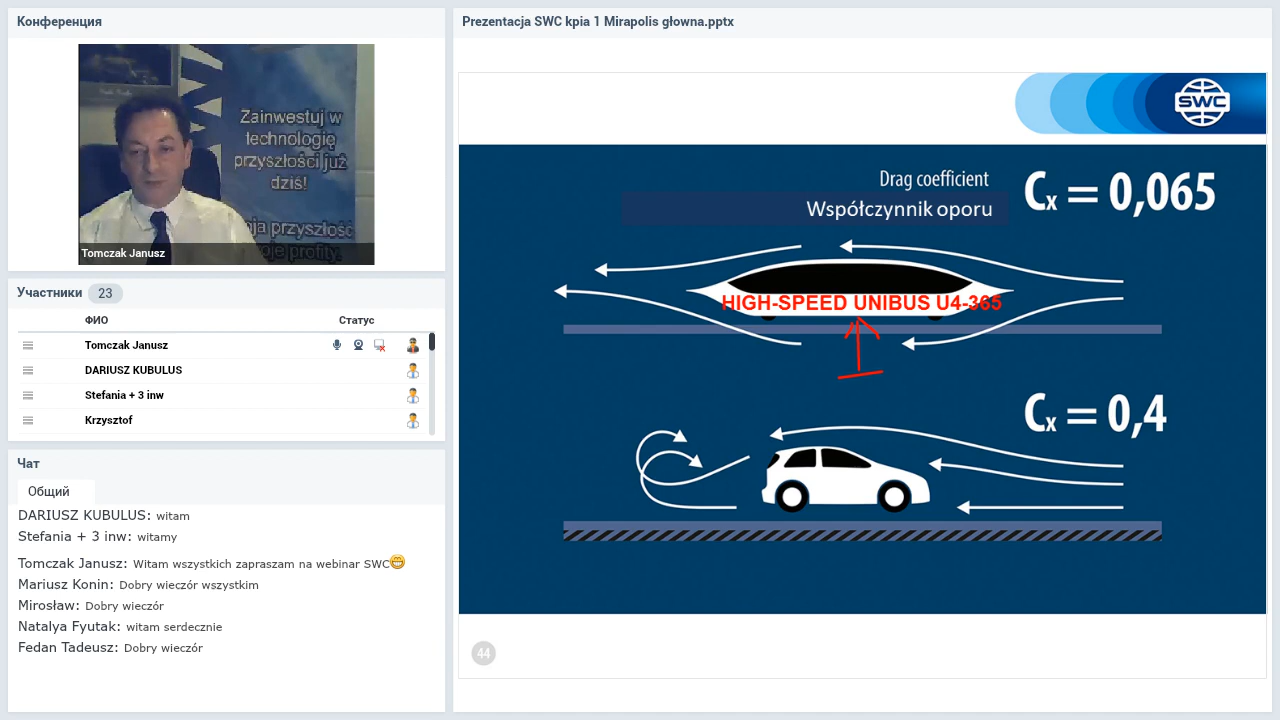 Конференция
Zainwestuj w
technologię
przyszłości już
dziś!
przyszłość
profity.
Tomczak Janusz
Участники 23
ФИО Статус
Tomczak Janusz
DARIUSZ KUBULUS
Stefania + 3 inw
Krzysztof
Чат
Общий
DARIUSZ KUBULUS: witam
Stefania + 3 inw: witamy
Tomczak Janusz: Witam wszystkich zapraszam na webinar SWC
Mariusz Konin: Dobry wieczór wszystkim
Mirosław: Dobry wieczór
Natalya Fyutak: witam serdecznie
Fedan Tadeusz: Dobry wieczór
Prezentacja SWC kpia 1 Mirapolis głowna.pptx
SWC
Drag coefficient
Współczynnik oporu
Cx = 0,065
HIGH-SPEED UNIBUS U4-365
Cx = 0,4
44